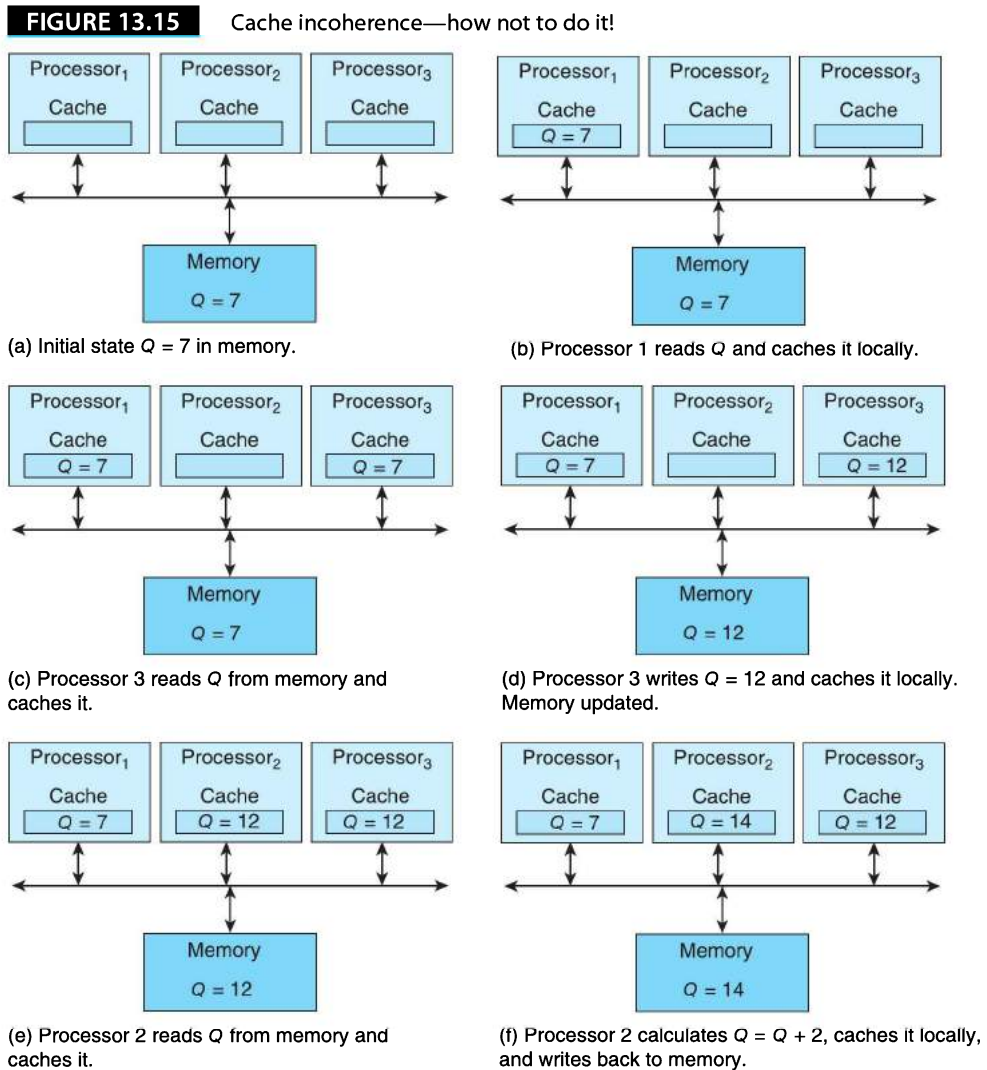 FIGURE 13.15 Cache incoherence—how not to do it!
Processor1 Processor2 Processor3
Cache Cache Cache
Memory
Q = 7
(a) Initial state Q = 7 in memory.
Processor1 Processor2 Processor3
Cache Cache Cache
Q = 7
Memory
Q = 7
(b) Processor 1 reads Q and caches it locally.
Processor1 Processor2 Processor3
Cache Cache Cache
Q = 7 Q = 7
Memory
Q = 7
(c) Processor 3 reads Q from memory and
caches it.
Processor1 Processor2 Processor3
Cache Cache Cache
Q = 7 Q = 12
Memory
Q = 12
(d) Processor 3 writes Q = 12 and caches it locally.
Memory updated.
Processor1 Processor2 Processor3
Cache Cache Cache
Q = 7 Q = 12 Q = 12
Memory
Q = 12
(e) Processor 2 reads Q from memory and
caches it.
Processor1 Processor2 Processor3
Cache Cache Cache
Q = 7 Q = 14 Q = 12
Memory
Q = 14
(f) Processor 2 calculates Q = Q + 2, caches it locally,
and writes back to memory.